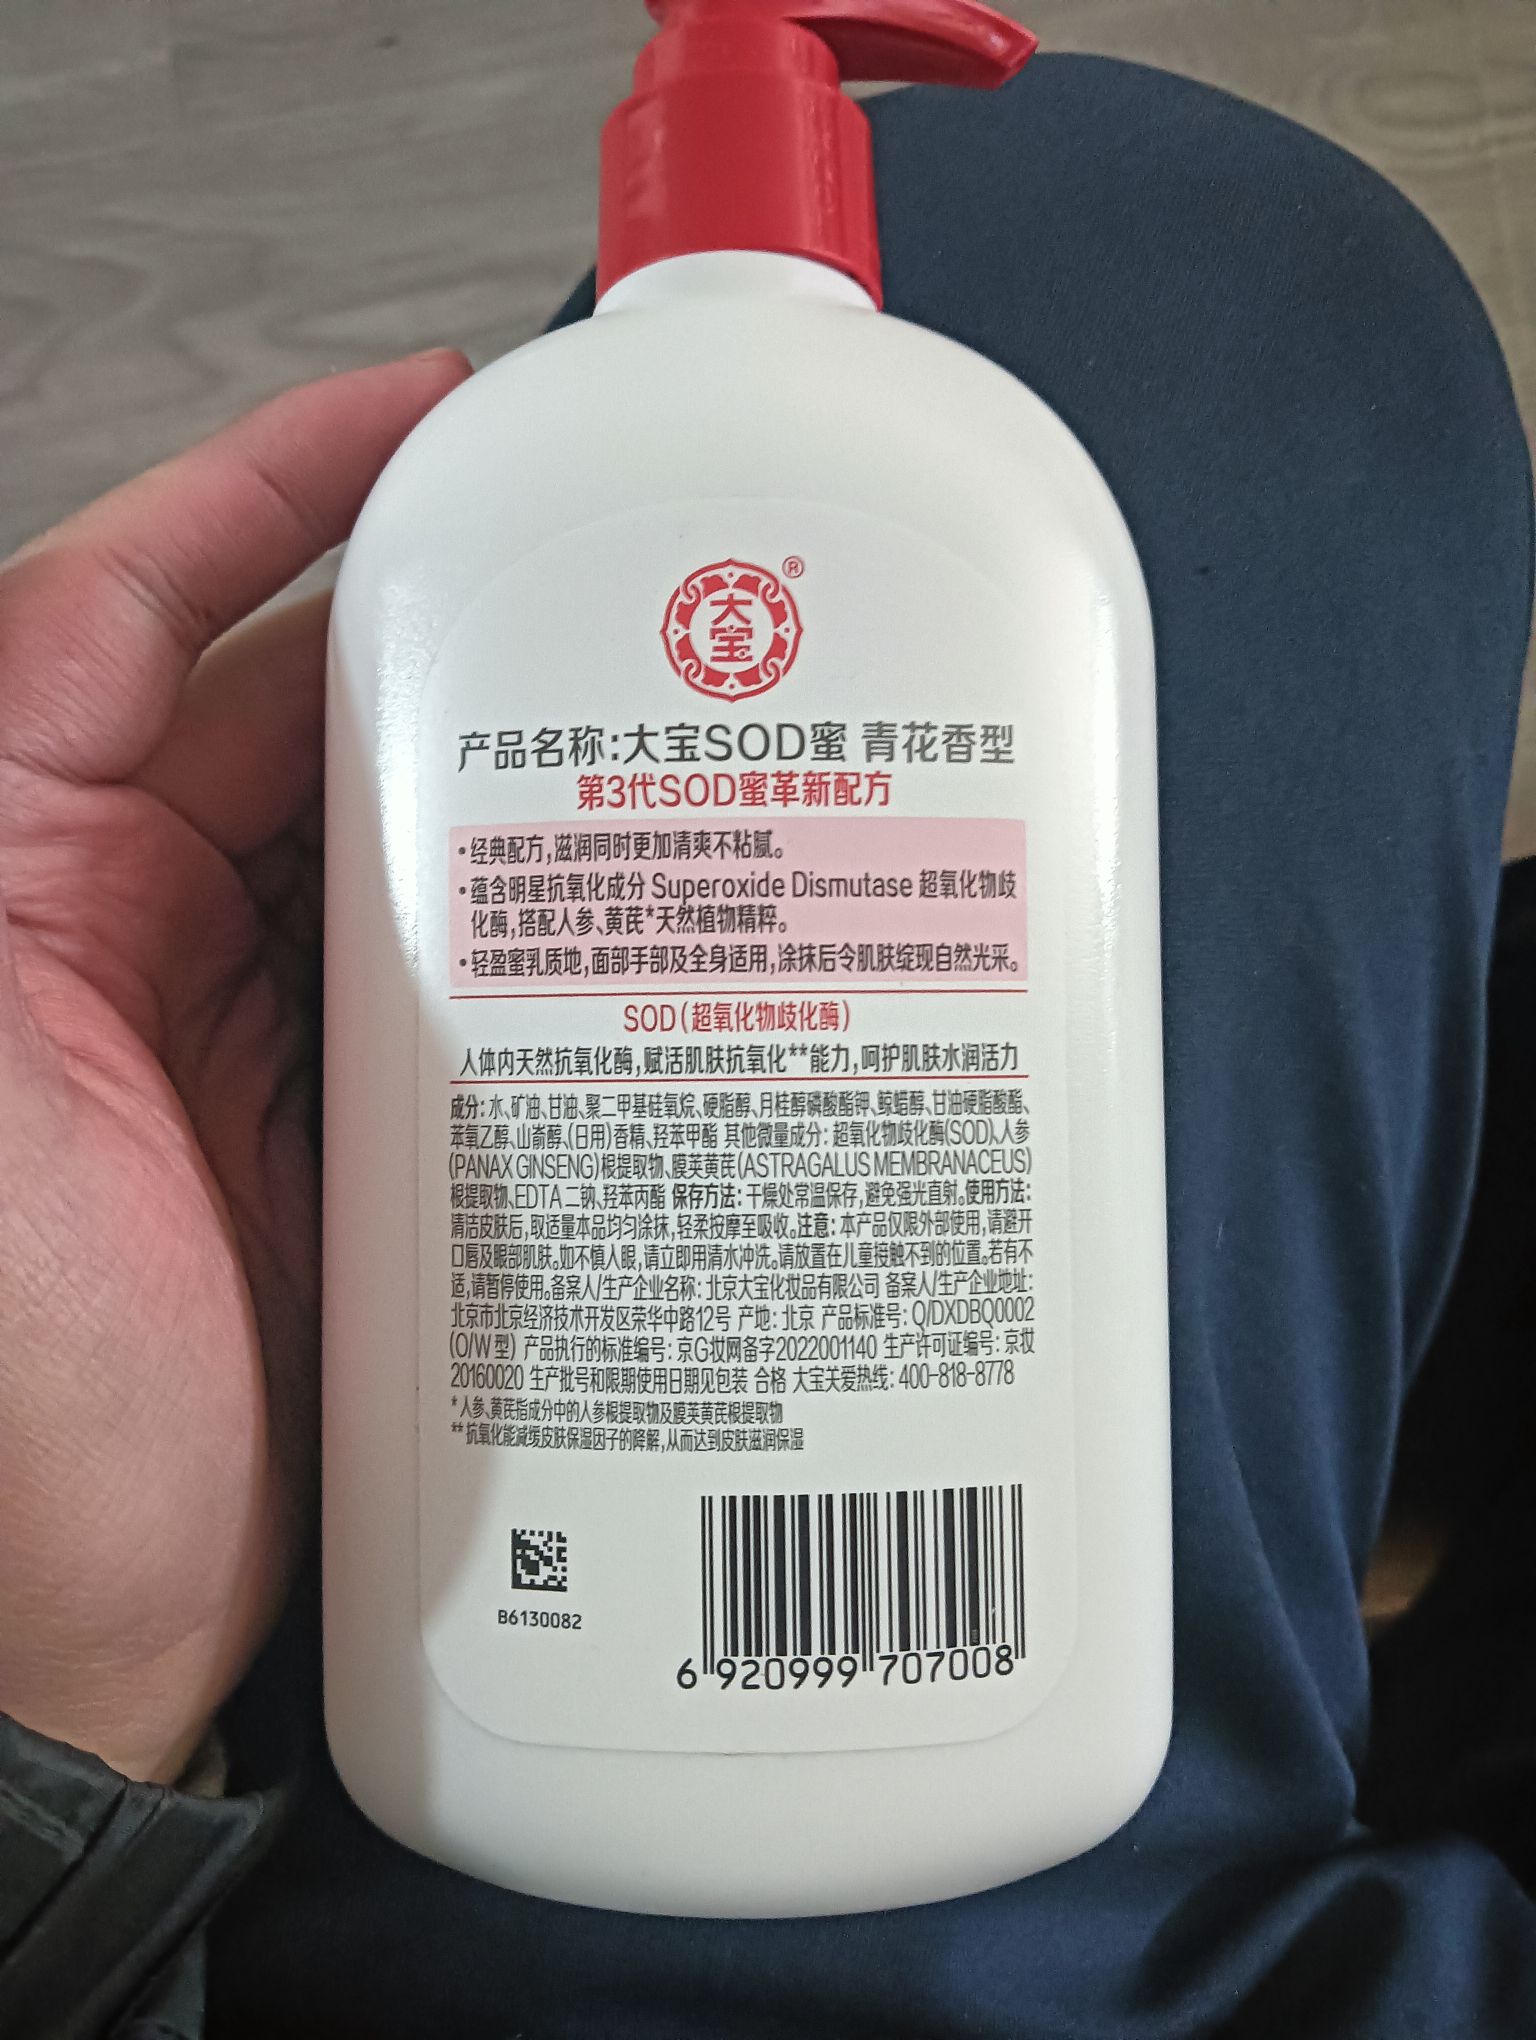 大宝®
产品名称:大宝SOD蜜 青花香型
第3代SOD蜜革新配方
•经典配方,滋润同时更加清爽不粘腻。
•蕴含明星抗氧化成分 Superoxide Dismutase 超氧化物歧
化酶,搭配人参、黄芪*天然植物精粹。
•轻盈蜜乳质地,面部手部及全身适用,涂抹后令肌肤绽现自然光采。
SOD(超氧化物歧化酶)
人体内天然抗氧化酶,赋活肌肤抗氧化**能力,呵护肌肤水润活力
成分:水、矿油、甘油、聚二甲基硅氧烷、硬脂醇、月桂醇磷酸酯钾、鲸蜡醇、甘油硬脂酸酯、
苯氧乙醇、山嵛醇、(日用)香精、羟苯甲酯 其他微量成分:超氧化物歧化酶(SOD)、人参
(PANAX GINSENG)根提取物、膜荚黄芪(ASTRAGALUS MEMBRANACEUS)
根提取物、EDTA 二钠、羟苯丙酯 保存方法:干燥处常温保存,避免强光直射。使用方法:
清洁皮肤后,取适量本品均匀涂抹,轻柔按摩至吸收。注意:本产品仅限外部使用,请避开
口唇及眼部肌肤。如不慎入眼,请立即用清水冲洗。请放置在儿童接触不到的位置。若有不
适,请暂停使用。备案人/生产企业名称:北京大宝化妆品有限公司 备案人/生产企业地址:
北京市北京经济技术开发区荣华中路12号 产地:北京 产品标准号:Q/DXDBQ0002
(O/W型) 产品执行的标准编号:京G妆网备字2022001140 生产许可证编号:京妆
20160020 生产批号和限期使用日期见包装 合格 大宝关爱热线:400-818-8778
*人参、黄芪指成分中的人参根提取物及膜荚黄芪根提取物
**抗氧化能减缓皮肤保湿因子的降解,从而达到皮肤滋润保湿
B6130082
6 920999 707008